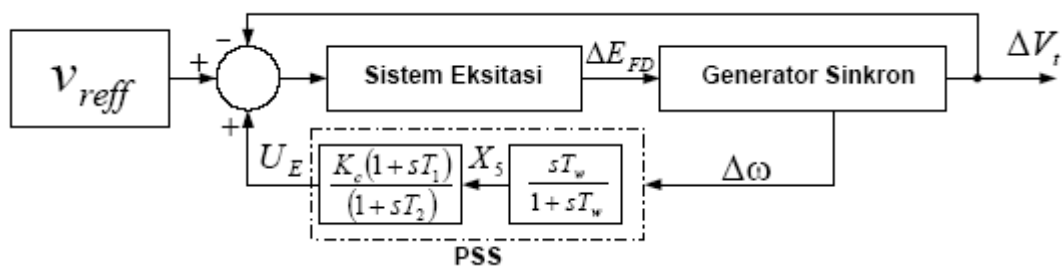 v_reff
+
−
+
Sistem Eksitasi
ΔE_FD
Generator Sinkron
ΔV_t
U_E
K_c(1+sT_1)
(1+sT_2)
X_5
sT_w
1+sT_w
Δω
PSS